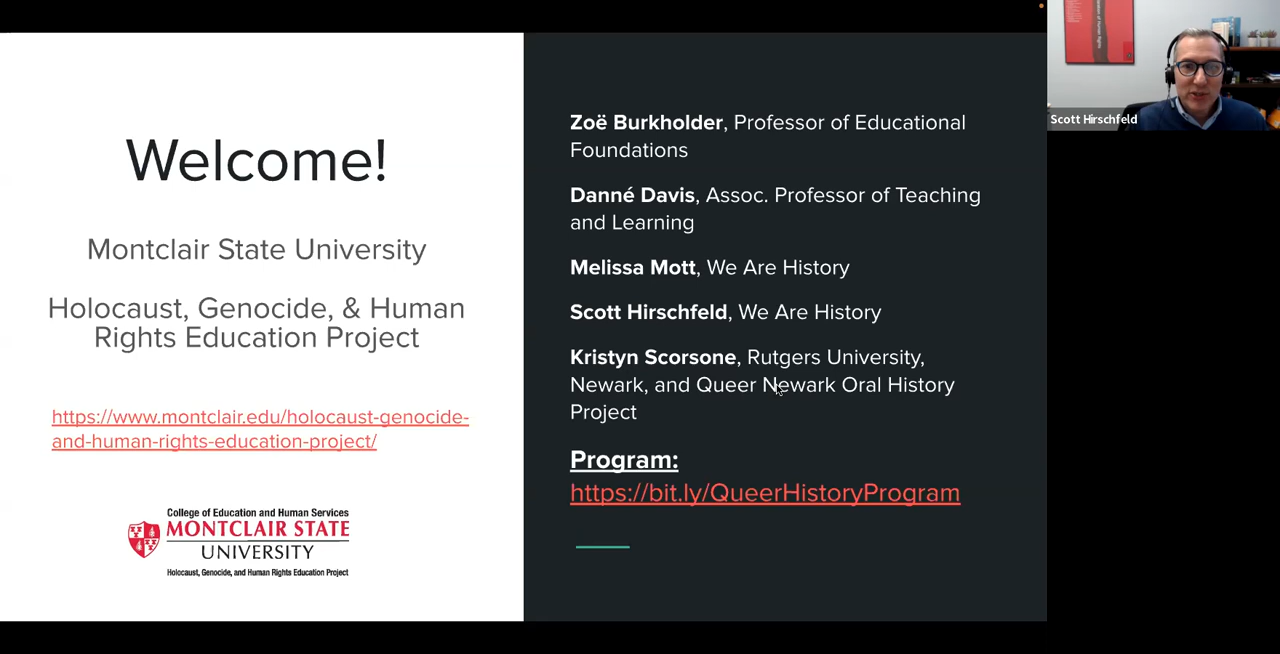 Welcome!
Montclair State University
Holocaust, Genocide, & Human
Rights Education Project
https://www.montclair.edu/holocaust-genocide-
and-human-rights-education-project/
College of Education and Human Services
MONTCLAIR STATE
UNIVERSITY
Holocaust, Genocide, and Human Rights Education Project
Zoë Burkholder, Professor of Educational
Foundations
Danné Davis, Assoc. Professor of Teaching
and Learning
Melissa Mott, We Are History
Scott Hirschfeld, We Are History
Kristyn Scorsone, Rutgers University,
Newark, and Queer Newark Oral History
Project
Program:
https://bit.ly/QueerHistoryProgram
Scott Hirschfeld